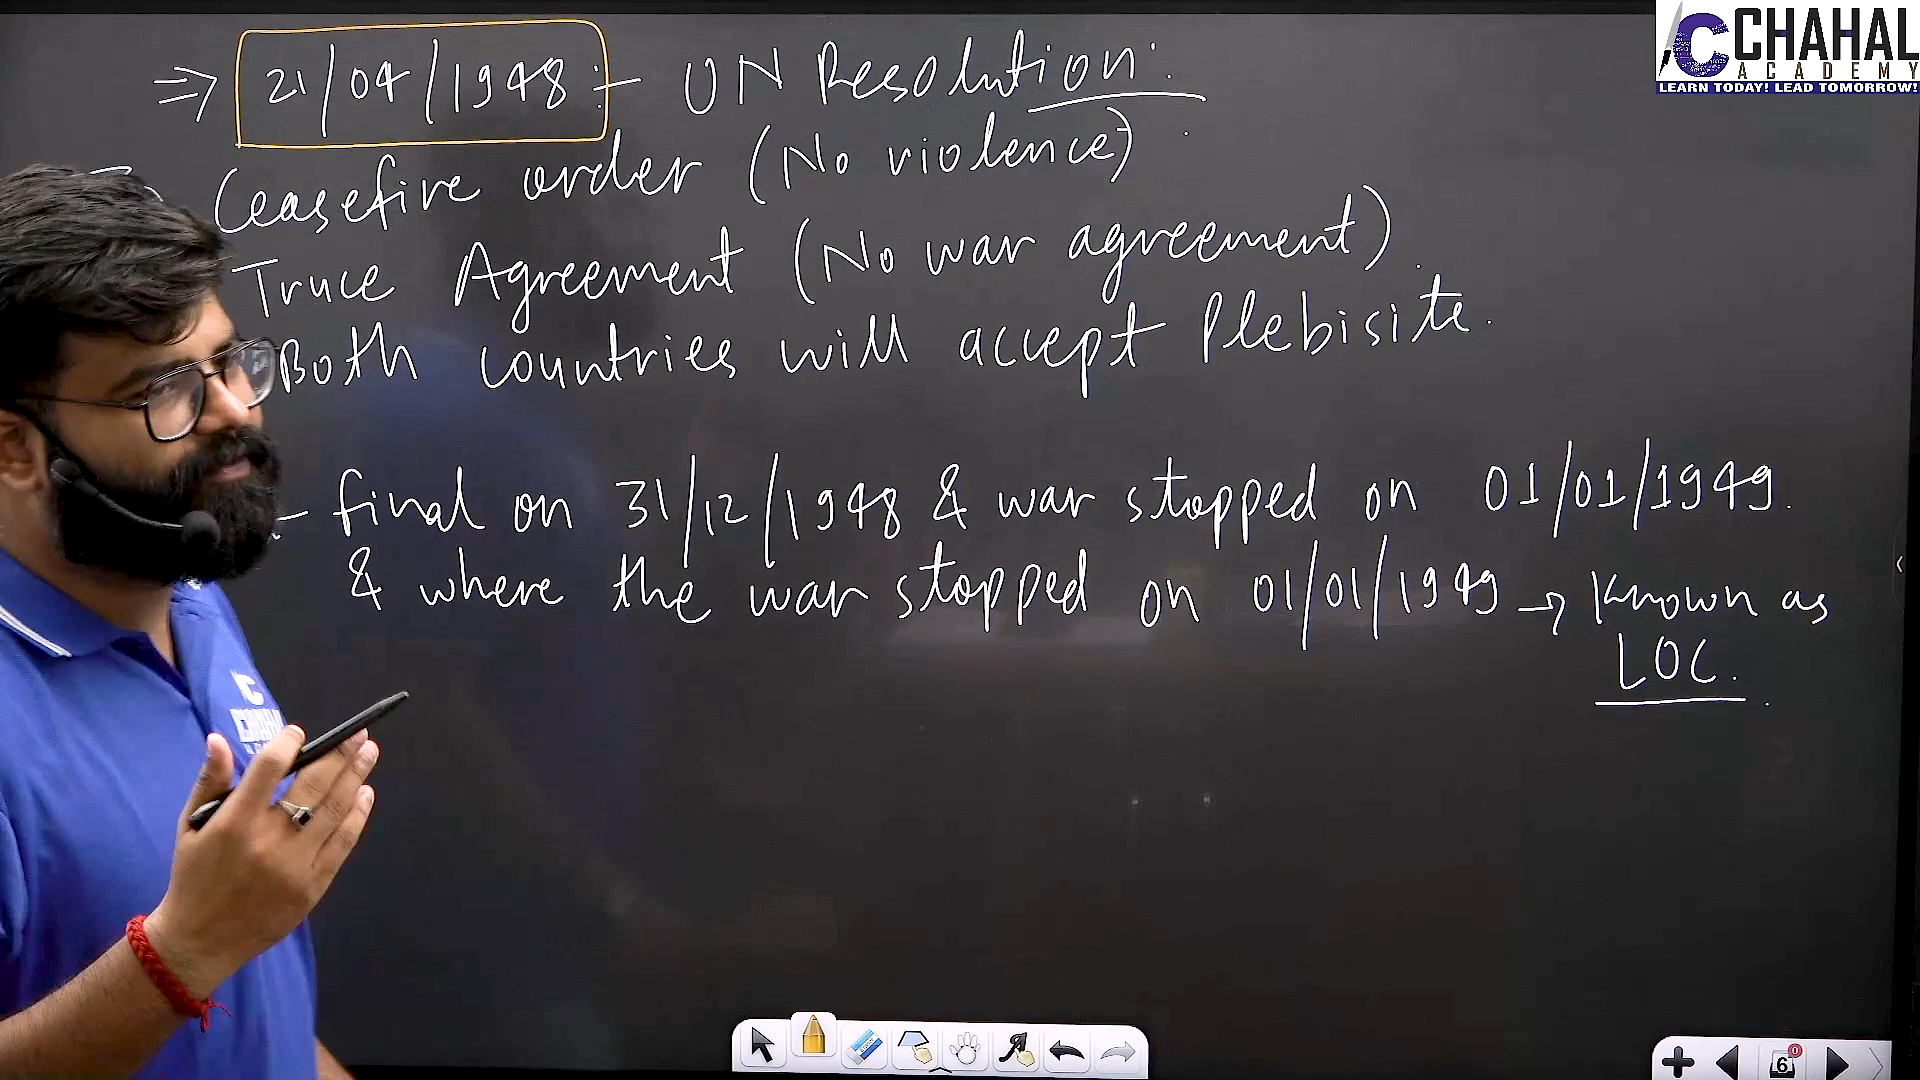 CHAHAL
ACADEMY
LEARN TODAY! LEAD TOMORROW!
⇒ 21/04/1948 :- UN Resolution:
Ceasefire order (No violence)
Truce Agreement (No war agreement).
Both countries will accept Plebisite.
- final on 31/12/1948 & war stopped on 01/01/1949.
& where the war stopped on 01/01/1949 → known as
LOC.
6